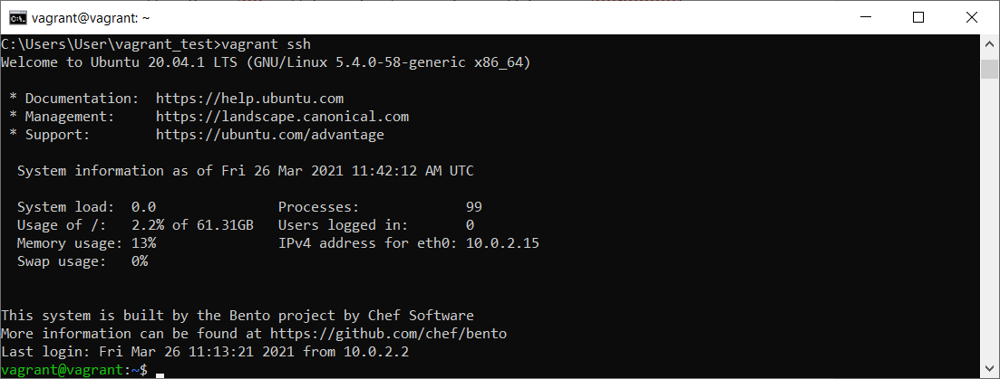 vagrant@vagrant: ~
C:\Users\User\vagrant_test>vagrant ssh
Welcome to Ubuntu 20.04.1 LTS (GNU/Linux 5.4.0-58-generic x86_64)
* Documentation:  https://help.ubuntu.com
* Management:     https://landscape.canonical.com
* Support:        https://ubuntu.com/advantage
System information as of Fri 26 Mar 2021 11:42:12 AM UTC
System load:  0.0               Processes:             99
Usage of /:   2.2% of 61.31GB   Users logged in:       0
Memory usage: 13%               IPv4 address for eth0: 10.0.2.15
Swap usage:   0%
This system is built by the Bento project by Chef Software
More information can be found at https://github.com/chef/bento
Last login: Fri Mar 26 11:13:21 2021 from 10.0.2.2
vagrant@vagrant:~$